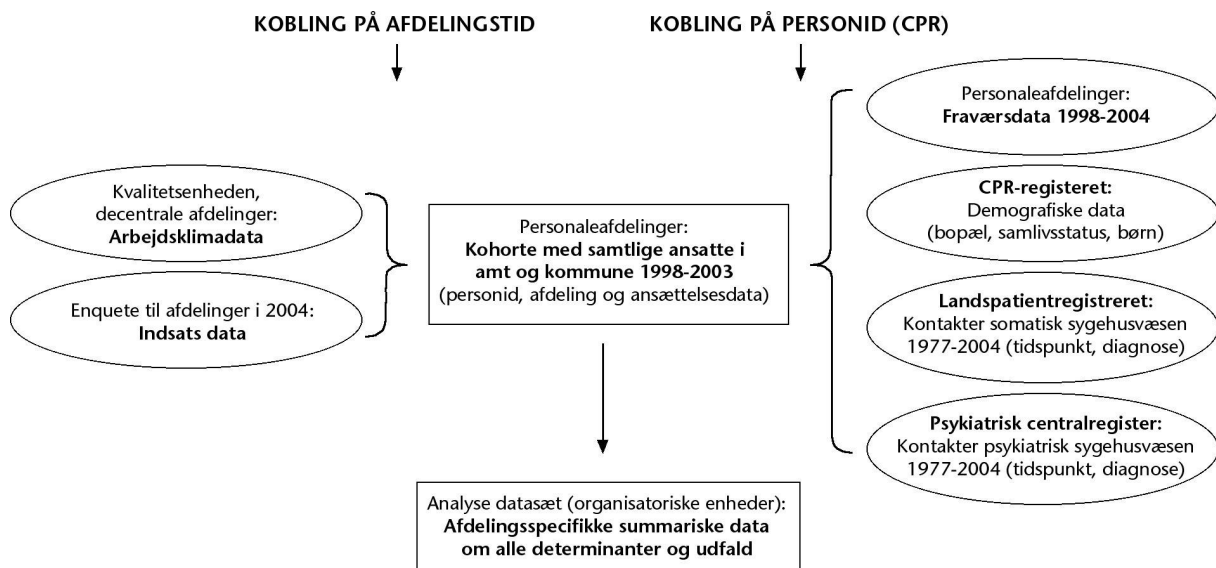 KOBLING PÅ AFDELINGSTID
KOBLING PÅ PERSONID (CPR)
Kvalitetsenheden,
decentrale afdelinger:
Arbejdsklimadata
Enquete til afdelinger i 2004:
Indsats data
Personaleafdelinger:
Kohorte med samtlige ansatte i
amt og kommune 1998-2003
(personid, afdeling og ansættelsesdata)
Personaleafdelinger:
Fraværsdata 1998-2004
CPR-registeret:
Demografiske data
(bopæl, samlivsstatus, børn)
Landspatientregistreret:
Kontakter somatisk sygehusvæsen
1977-2004 (tidspunkt, diagnose)
Psykiatrisk centralregister:
Kontakter psykiatrisk sygehusvæsen
1977-2004 (tidspunkt, diagnose)
Analyse datasæt (organisatoriske enheder):
Afdelingsspecifikke summariske data
om alle determinanter og udfald